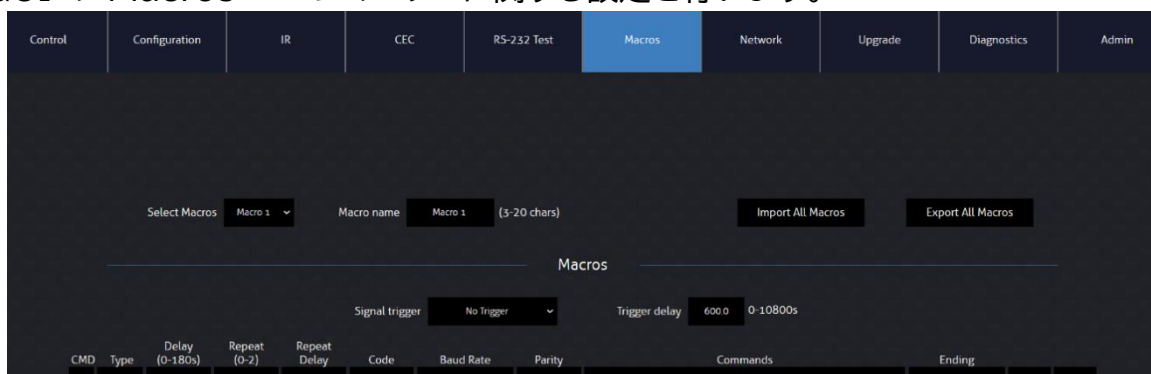 Control Configuration IR CEC RS-232 Test Macros Network Upgrade Diagnostics Admin
Select Macros Macro 1 Macro name Macro 1 (3-20 chars) Import All Macros Export All Macros
Macros
Signal trigger No Trigger Trigger delay 600.0 0-10800s
Delay Repeat Repeat
CMD Type (0-180s) (0-2) Delay Code Baud Rate Parity Commands Ending